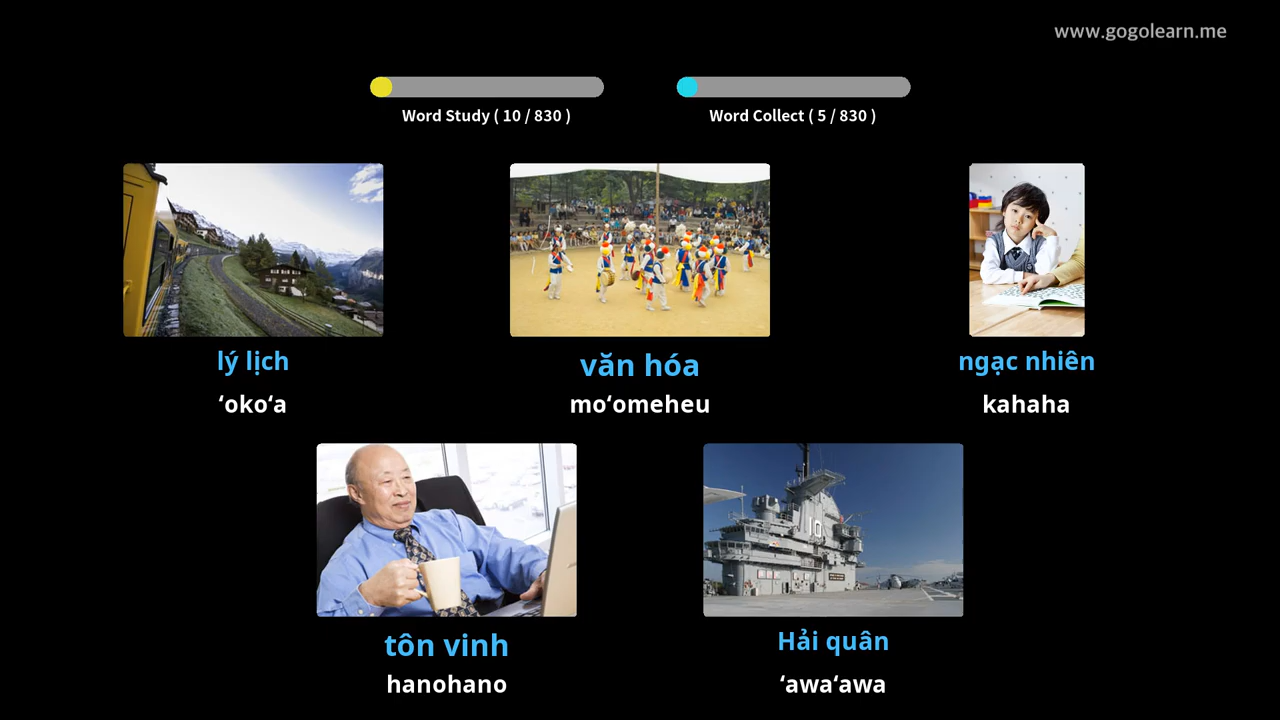 www.gogolearn.me
Word Study ( 10 / 830 )
Word Collect ( 5 / 830 )
lý lịch
ʻokoʻa
văn hóa
moʻomeheu
ngạc nhiên
kahaha
tôn vinh
hanohano
Hải quân
ʻawaʻawa
10